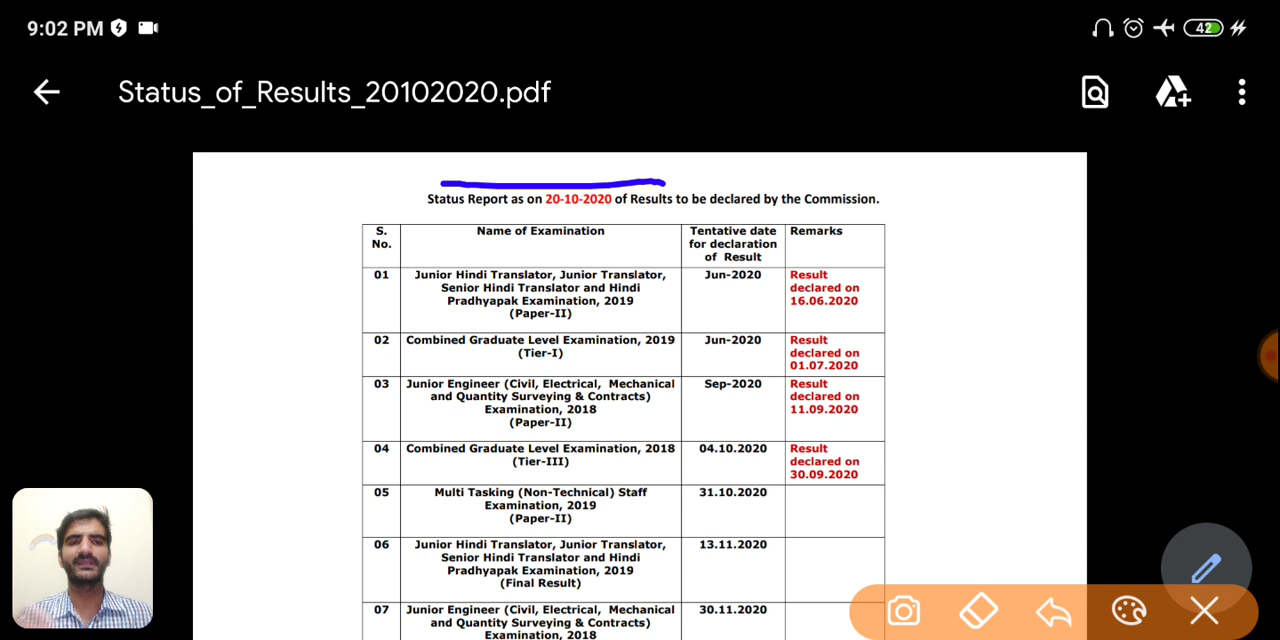 9:02 PM
42
Status_of_Results_20102020.pdf
Status Report as on 20-10-2020 of Results to be declared by the Commission.
S. No. Name of Examination Tentative date for declaration of Result Remarks
01 Junior Hindi Translator, Junior Translator, Senior Hindi Translator and Hindi Pradhyapak Examination, 2019 (Paper-II) Jun-2020 Result declared on 16.06.2020
02 Combined Graduate Level Examination, 2019 (Tier-I) Jun-2020 Result declared on 01.07.2020
03 Junior Engineer (Civil, Electrical, Mechanical and Quantity Surveying & Contracts) Examination, 2018 (Paper-II) Sep-2020 Result declared on 11.09.2020
04 Combined Graduate Level Examination, 2018 (Tier-III) 04.10.2020 Result declared on 30.09.2020
05 Multi Tasking (Non-Technical) Staff Examination, 2019 (Paper-II) 31.10.2020
06 Junior Hindi Translator, Junior Translator, Senior Hindi Translator and Hindi Pradhyapak Examination, 2019 (Final Result) 13.11.2020
07 Junior Engineer (Civil, Electrical, Mechanical and Quantity Surveying & Contracts) Examination, 2018 30.11.2020